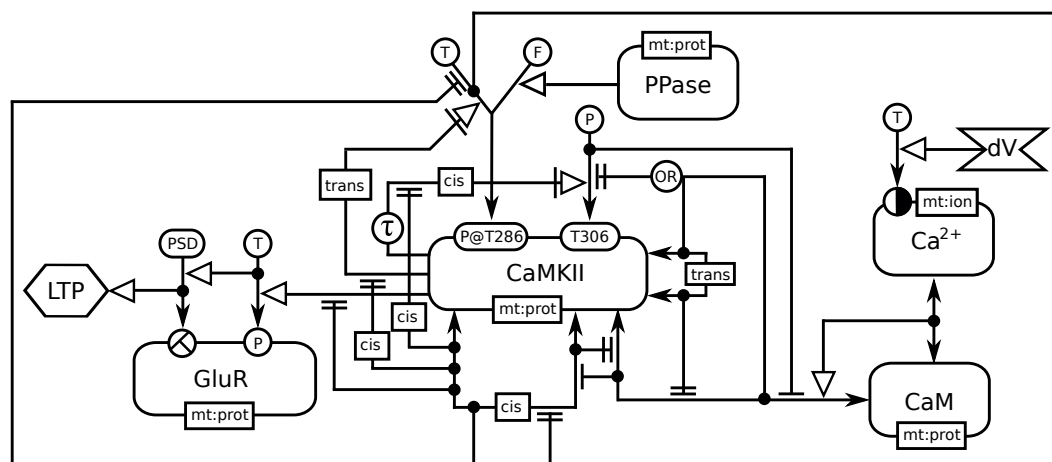 T
F
mt:prot
PPase
P
T
dV
trans
cis
OR
mt:ion
Ca2+
τ
P@T286
T306
CaMKII
trans
PSD
T
LTP
mt:prot
cis
cis
P
GluR
mt:prot
cis
CaM
mt:prot